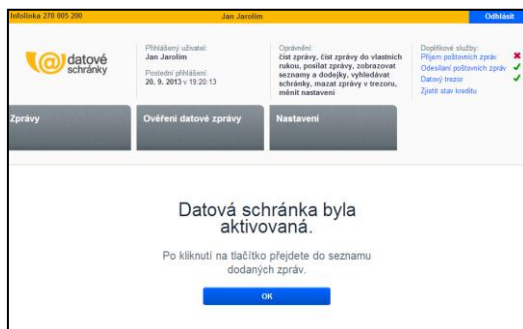 Infolinka 270 005 200
Jan Jarolim
Odhlásit
datové
schránky
Přihlášený uživatel:
Jan Jarolim
Poslední přihlášení:
20. 9. 2013 v 19:20:13
Oprávnění:
číst zprávy, číst zprávy do vlastních
rukou, posílat zprávy, zobrazovat
seznamy a dodejky, vyhledávat
schránky, mazat zprávy v trezoru,
měnit nastavení
Doplňkové služby:
Příjem poštovních zpráv
Odesílaní poštovních zpráv
Datový trezor
Zjistit stav kreditu
Zprávy
Ověření datové zprávy
Nastavení
Datová schránka byla
aktivovaná.
Po kliknutí na tlačítko přejdete do seznamu
dodaných zpráv.
OK